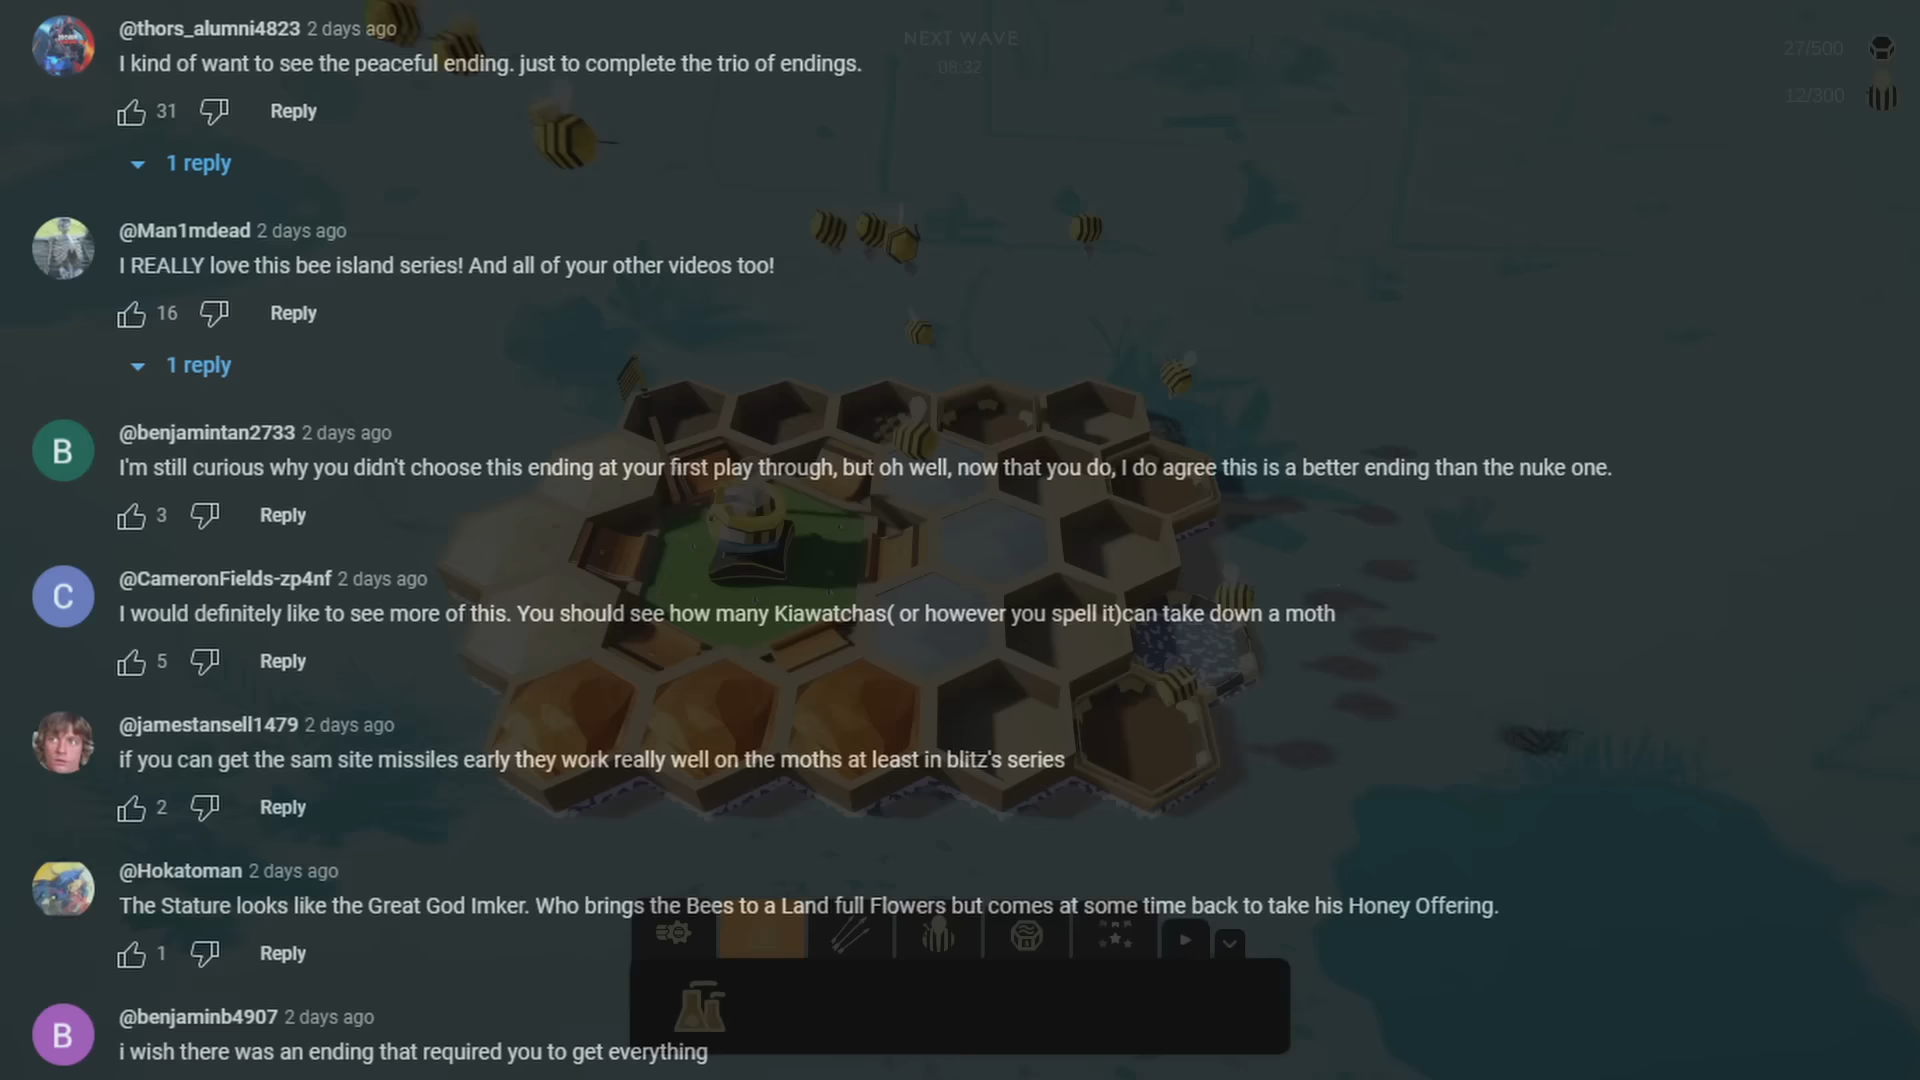 @thors_alumni4823 2 days ago
I kind of want to see the peaceful ending. just to complete the trio of endings.
31 Reply
1 reply
@Man1mdead 2 days ago
I REALLY love this bee island series! And all of your other videos too!
16 Reply
1 reply
B
@benjamintan2733 2 days ago
I'm still curious why you didn't choose this ending at your first play through, but oh well, now that you do, I do agree this is a better ending than the nuke one.
3 Reply
C
@CameronFields-zp4nf 2 days ago
I would definitely like to see more of this. You should see how many Kiawatchas( or however you spell it)can take down a moth
5 Reply
@jamestansell1479 2 days ago
if you can get the sam site missiles early they work really well on the moths at least in blitz's series
2 Reply
@Hokatoman 2 days ago
The Stature looks like the Great God Imker. Who brings the Bees to a Land full Flowers but comes at some time back to take his Honey Offering.
1 Reply
B
@benjaminb4907 2 days ago
i wish there was an ending that required you to get everything
NEXT WAVE
08:32
27/500
12/300